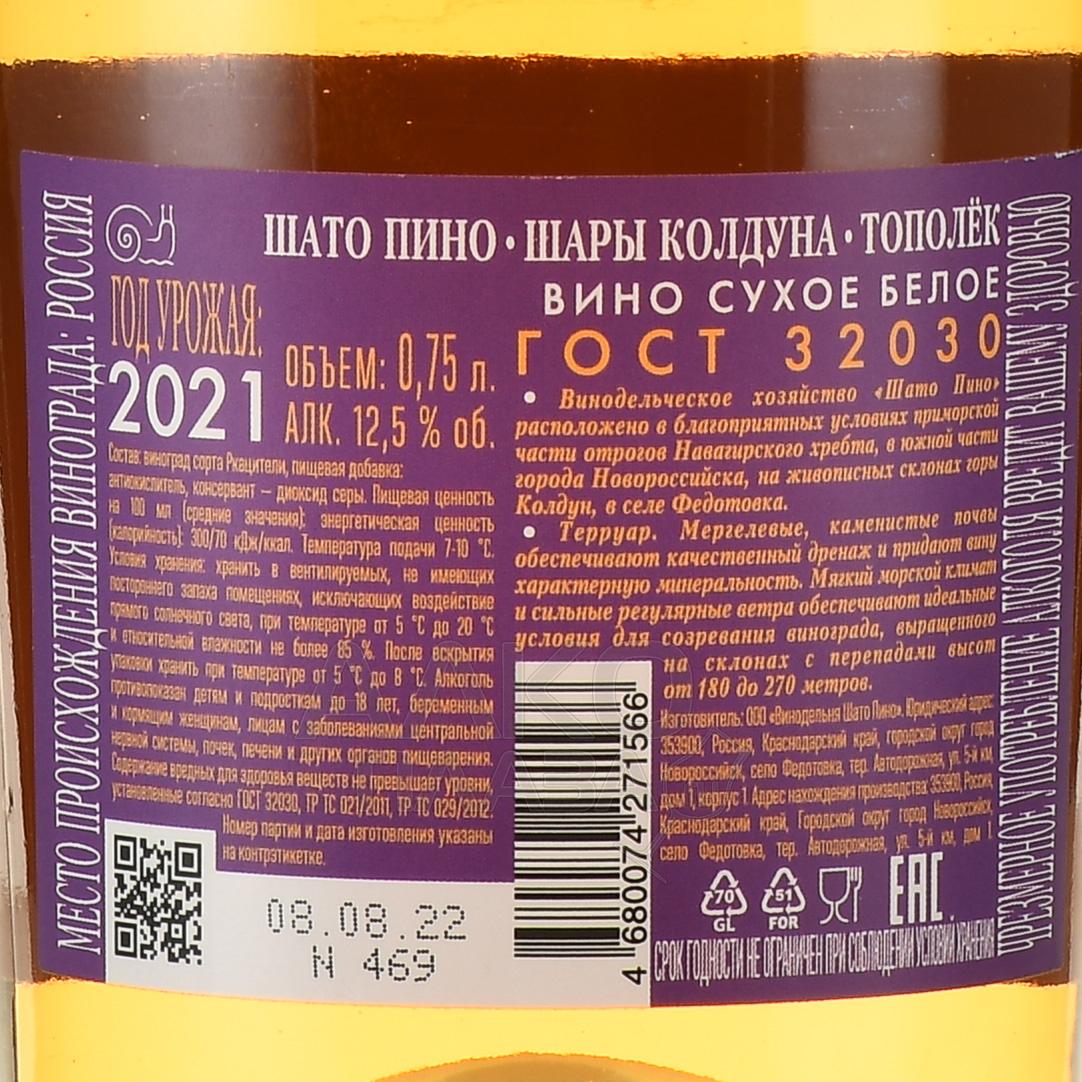 ШАТО ПИНО · ШАРЫ КОЛДУНА · ТОПОЛЁК
ВИНО СУХОЕ БЕЛОЕ
ГОСТ 32030
ГОД УРОЖАЯ:
2021
ОБЪЕМ: 0,75 л.
АЛК. 12,5 % об.
Состав: виноград сорта Ркацители, пищевая добавка:
антиокислитель, консервант – диоксид серы. Пищевая ценность
на 100 мл (средние значения): энергетическая ценность
(калорийность): 300/70 кДж/ккал. Температура подачи 7-10 °С.
Условия хранения: хранить в вентилируемых, не имеющих
постороннего запаха помещениях, исключающих воздействие
прямого солнечного света, при температуре от 5 °С до 20 °С
и относительной влажности не более 85 %. После вскрытия
упаковки хранить при температуре от 5 °С до 8 °С. Алкоголь
противопоказан детям и подросткам до 18 лет, беременным
и кормящим женщинам, лицам с заболеваниями центральной
нервной системы, почек, печени и других органов пищеварения.
Содержание вредных для здоровья веществ не превышает уровни,
установленные согласно ГОСТ 32030, ТР ТС 021/2011, ТР ТС 029/2012.
Номер партии и дата изготовления указаны
на контрэтикетке.
08.08.22
N 469
• Винодельческое хозяйство «Шато Пино»
расположено в благоприятных условиях приморской
части отрогов Навагирского хребта, в южной части
города Новороссийска, на живописных склонах горы
Колдун, в селе Федотовка.
• Терруар. Мергелевые, каменистые почвы
обеспечивают качественный дренаж и придают вину
характерную минеральность. Мягкий морской климат
и сильные регулярные ветра обеспечивают идеальные
условия для созревания винограда, выращенного
на склонах с перепадами высот
от 180 до 270 метров.
Изготовитель: ООО «Винодельня Шато Пино». Юридический адрес:
353900, Россия, Краснодарский край, городской округ город
Новороссийск, село Федотовка, тер. Автодорожная, ул. 5-й км,
дом 1, корпус 1. Адрес нахождения производства: 353900, Россия,
Краснодарский край, Городской округ город Новороссийск,
село Федотовка, тер. Автодорожная, ул. 5-й км, дом 1.
4 680074 271566
70
GL
51
FOR
EAC
СРОК ГОДНОСТИ НЕ ОГРАНИЧЕН ПРИ СОБЛЮДЕНИИ УСЛОВИЙ ХРАНЕНИЯ
МЕСТО ПРОИСХОЖДЕНИЯ ВИНОГРАДА: РОССИЯ
ЧРЕЗМЕРНОЕ УПОТРЕБЛЕНИЕ АЛКОГОЛЯ ВРЕДИТ ВАШЕМУ ЗДОРОВЬЮ